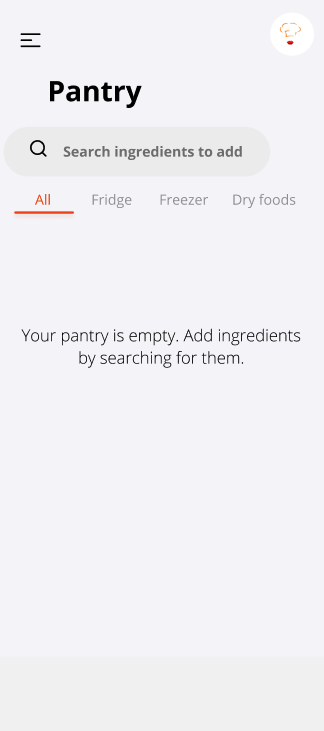 Pantry
Search ingredients to add
All Fridge Freezer Dry foods
Your pantry is empty. Add ingredients
by searching for them.